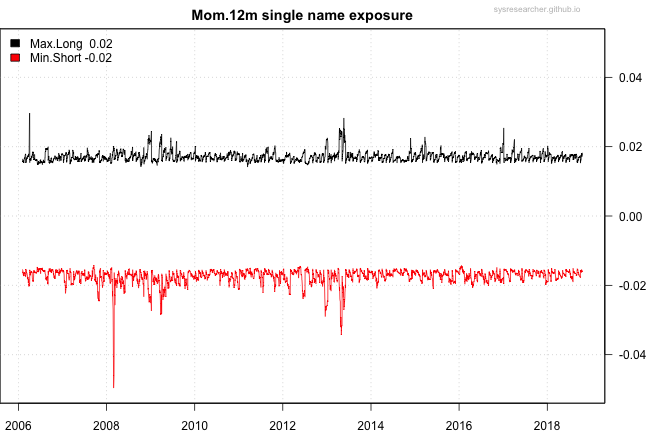 Mom.12m single name exposure
sysresearcher.github.io
Max.Long 0.02
Min.Short -0.02
0.04
0.02
0.00
-0.02
-0.04
2006 2008 2010 2012 2014 2016 2018